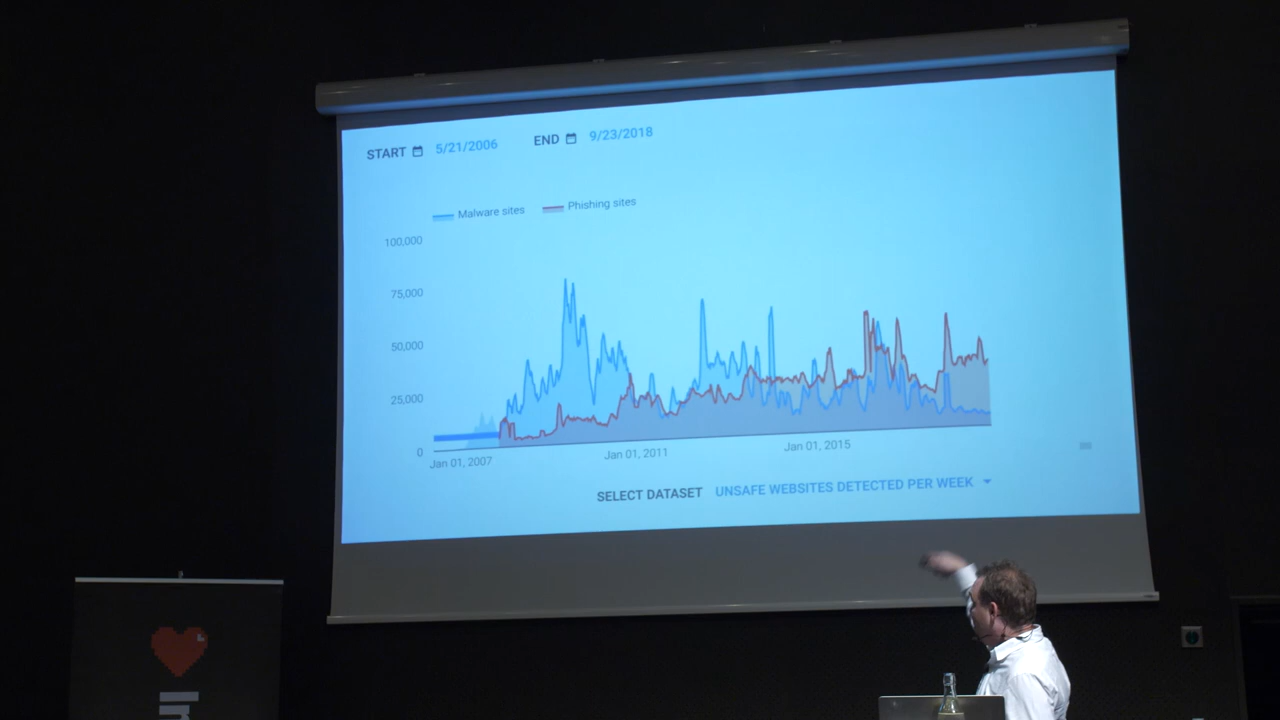 START 5/21/2006 END 9/23/2018
Malware sites Phishing sites
100,000
75,000
50,000
25,000
0
Jan 01, 2007 Jan 01, 2011 Jan 01, 2015
SELECT DATASET UNSAFE WEBSITES DETECTED PER WEEK